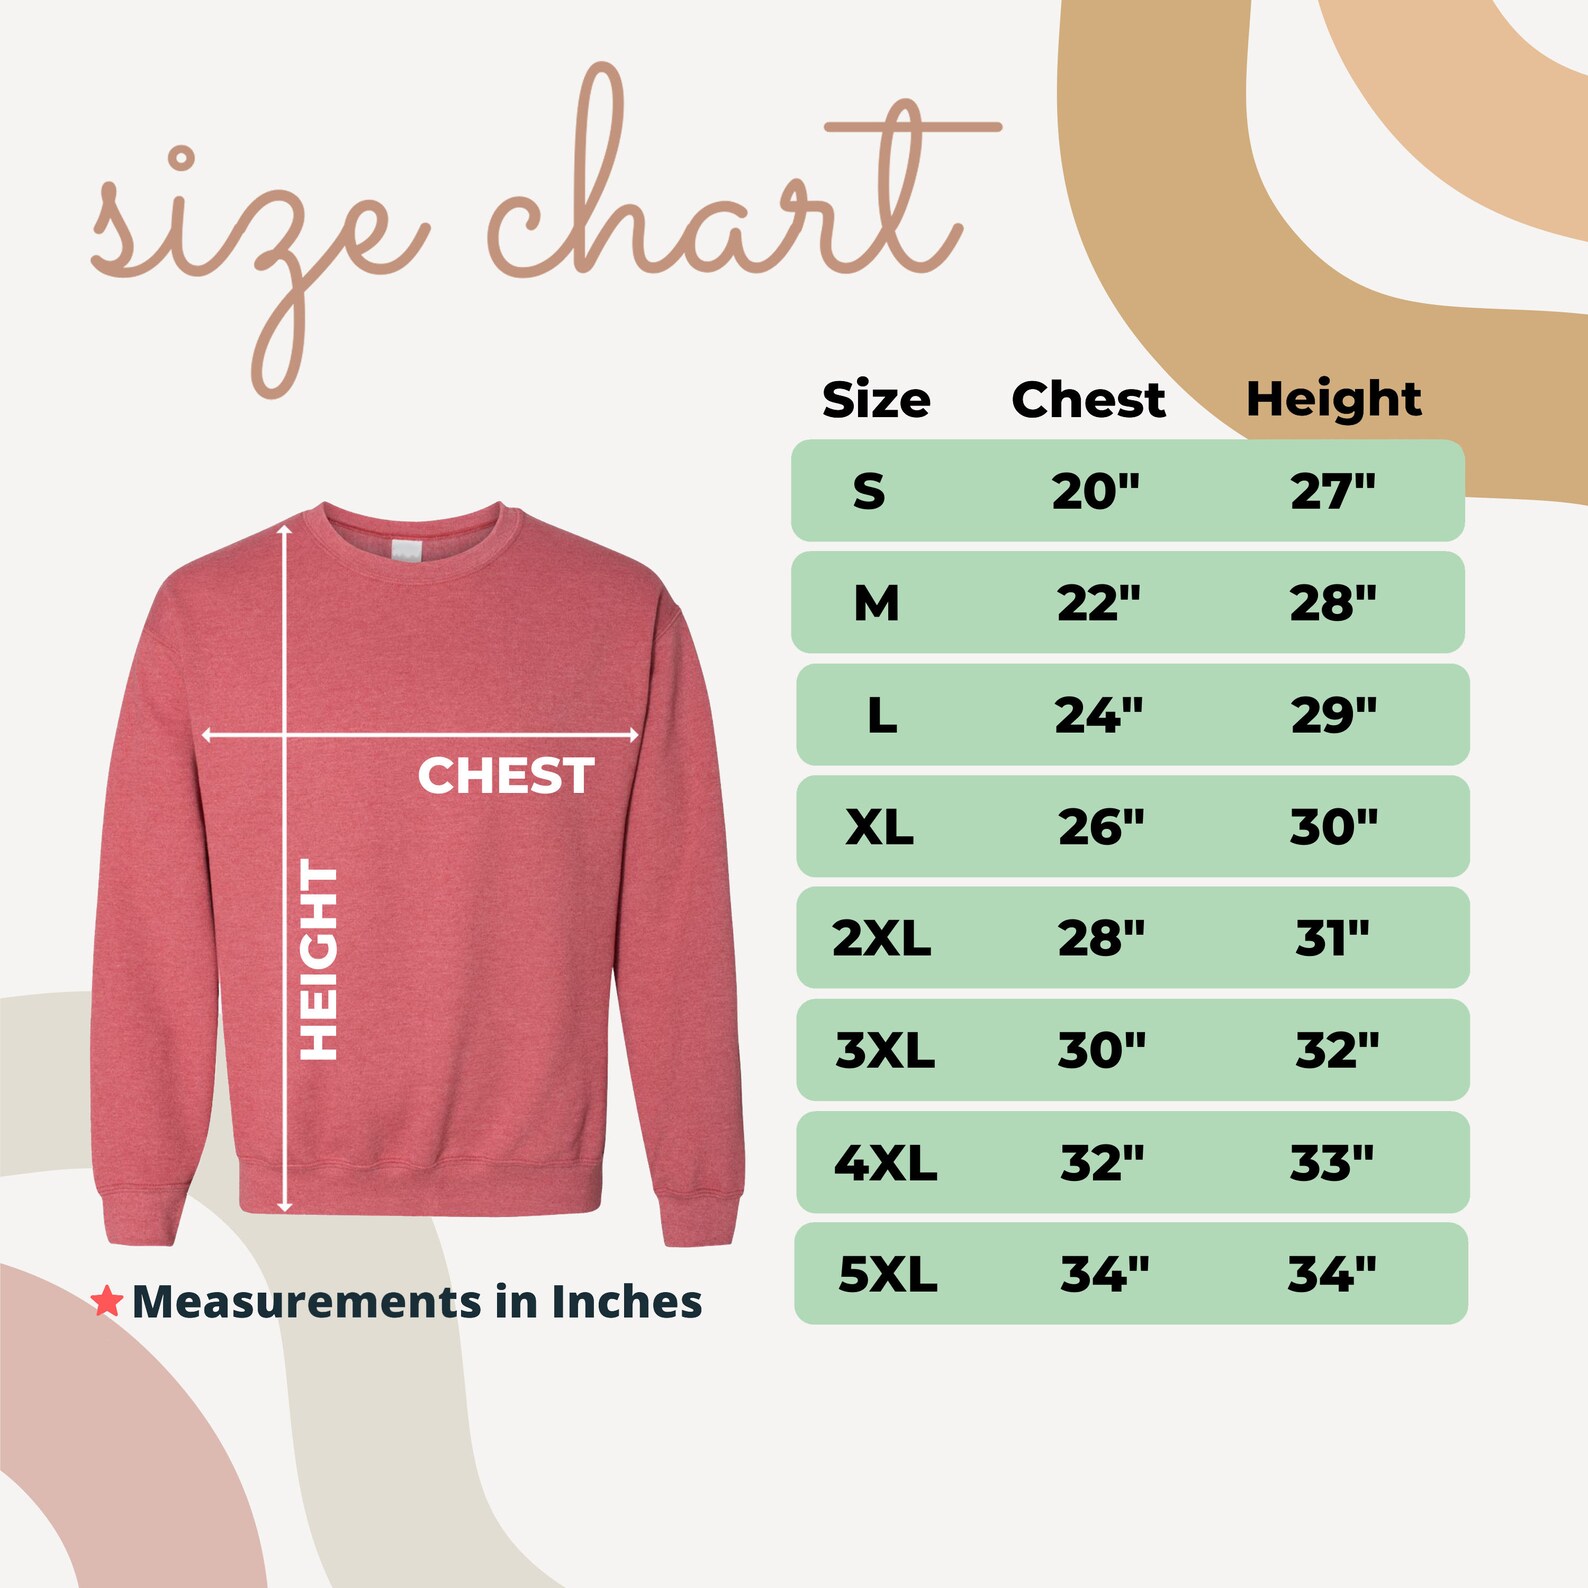 size chart
Size Chest Height
S 20" 27"
M 22" 28"
L 24" 29"
XL 26" 30"
2XL 28" 31"
3XL 30" 32"
4XL 32" 33"
5XL 34" 34"
CHEST
HEIGHT
Measurements in Inches